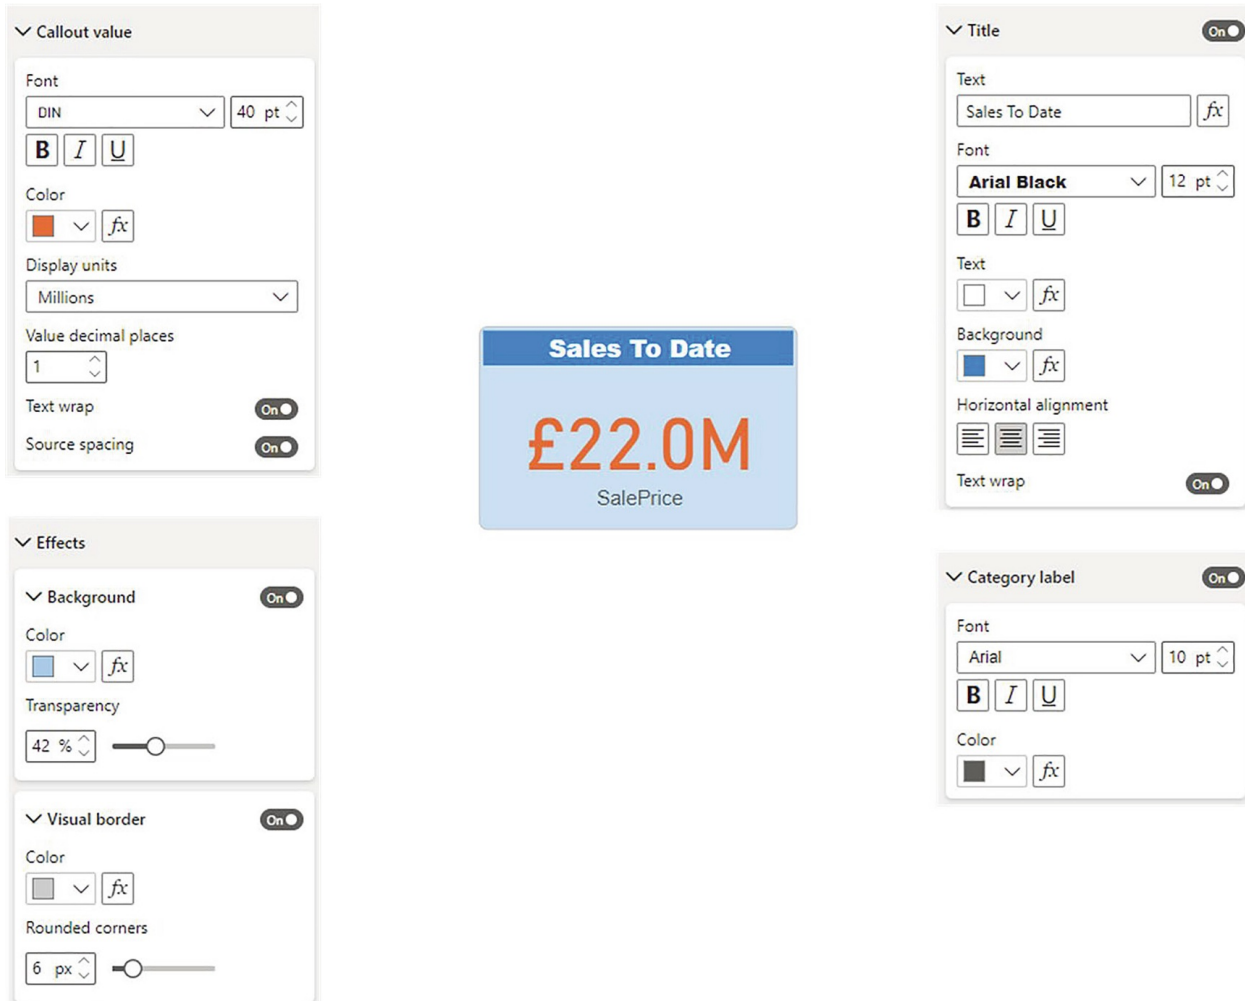 Callout value
Font
DIN
40 pt
B I U
Color
fx
Display units
Millions
Value decimal places
1
Text wrap On
Source spacing On
Effects
Background On
Color
fx
Transparency
42 %
Visual border On
Color
fx
Rounded corners
6 px
Sales To Date
£22.0M
SalePrice
Title On
Text
Sales To Date fx
Font
Arial Black 12 pt
B I U
Text
fx
Background
fx
Horizontal alignment
Text wrap On
Category label On
Font
Arial 10 pt
B I U
Color
fx